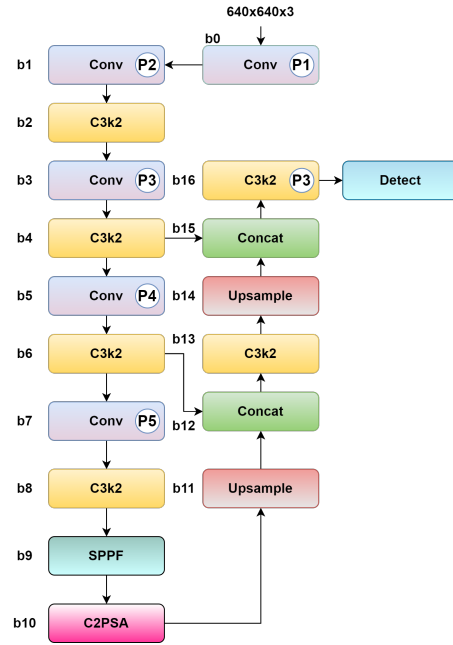 640x640x3
b0
b1 Conv P2 Conv P1
b2 C3k2
b3 Conv P3 b16 C3k2 P3 Detect
b4 C3k2 b15 Concat
b5 Conv P4 b14 Upsample
b6 C3k2 b13 C3k2
b7 Conv P5 b12 Concat
b8 C3k2 b11 Upsample
b9 SPPF
b10 C2PSA